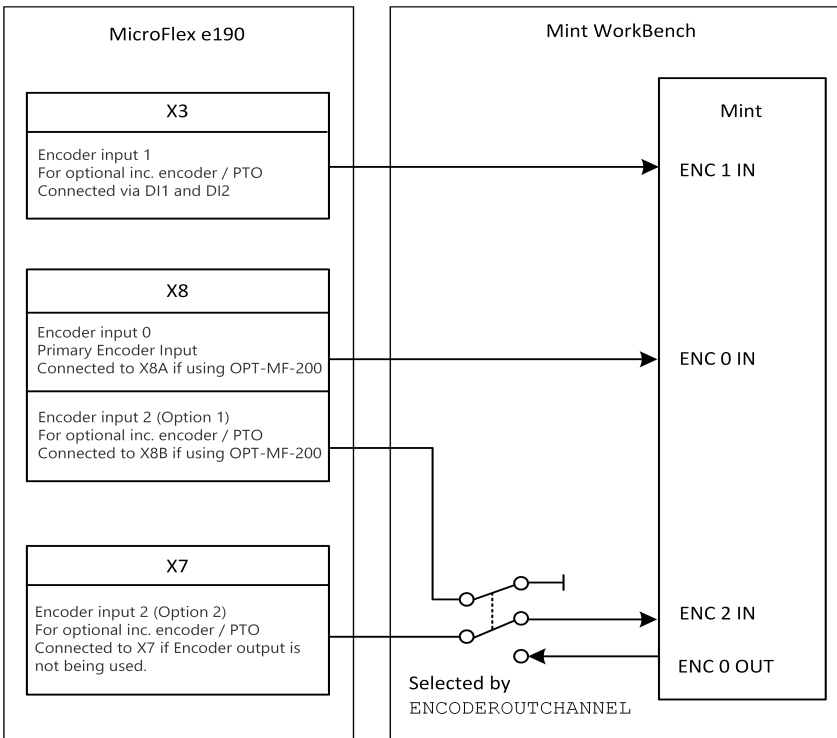 MicroFlex e190
X3
Encoder input 1
For optional inc. encoder / PTO
Connected via DI1 and DI2
X8
Encoder input 0
Primary Encoder Input
Connected to X8A if using OPT-MF-200
Encoder input 2 (Option 1)
For optional inc. encoder / PTO
Connected to X8B if using OPT-MF-200
X7
Encoder input 2 (Option 2)
For optional inc. encoder / PTO
Connected to X7 if Encoder output is
not being used.
Mint WorkBench
Mint
ENC 1 IN
ENC 0 IN
ENC 2 IN
ENC 0 OUT
Selected by
ENCODEROUTCHANNEL